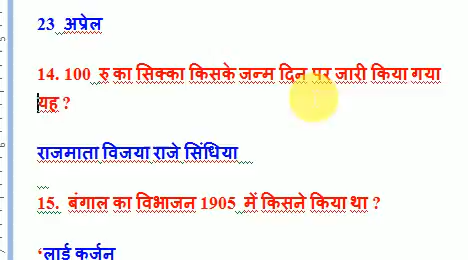 23 अप्रेल
14. 100 रु का सिक्का किसके जन्म दिन पर जारी किया गया
यह ?
राजमाता विजया राजे सिंधिया
15. बंगाल का विभाजन 1905 में किसने किया था ?
‘लार्ड कर्जन